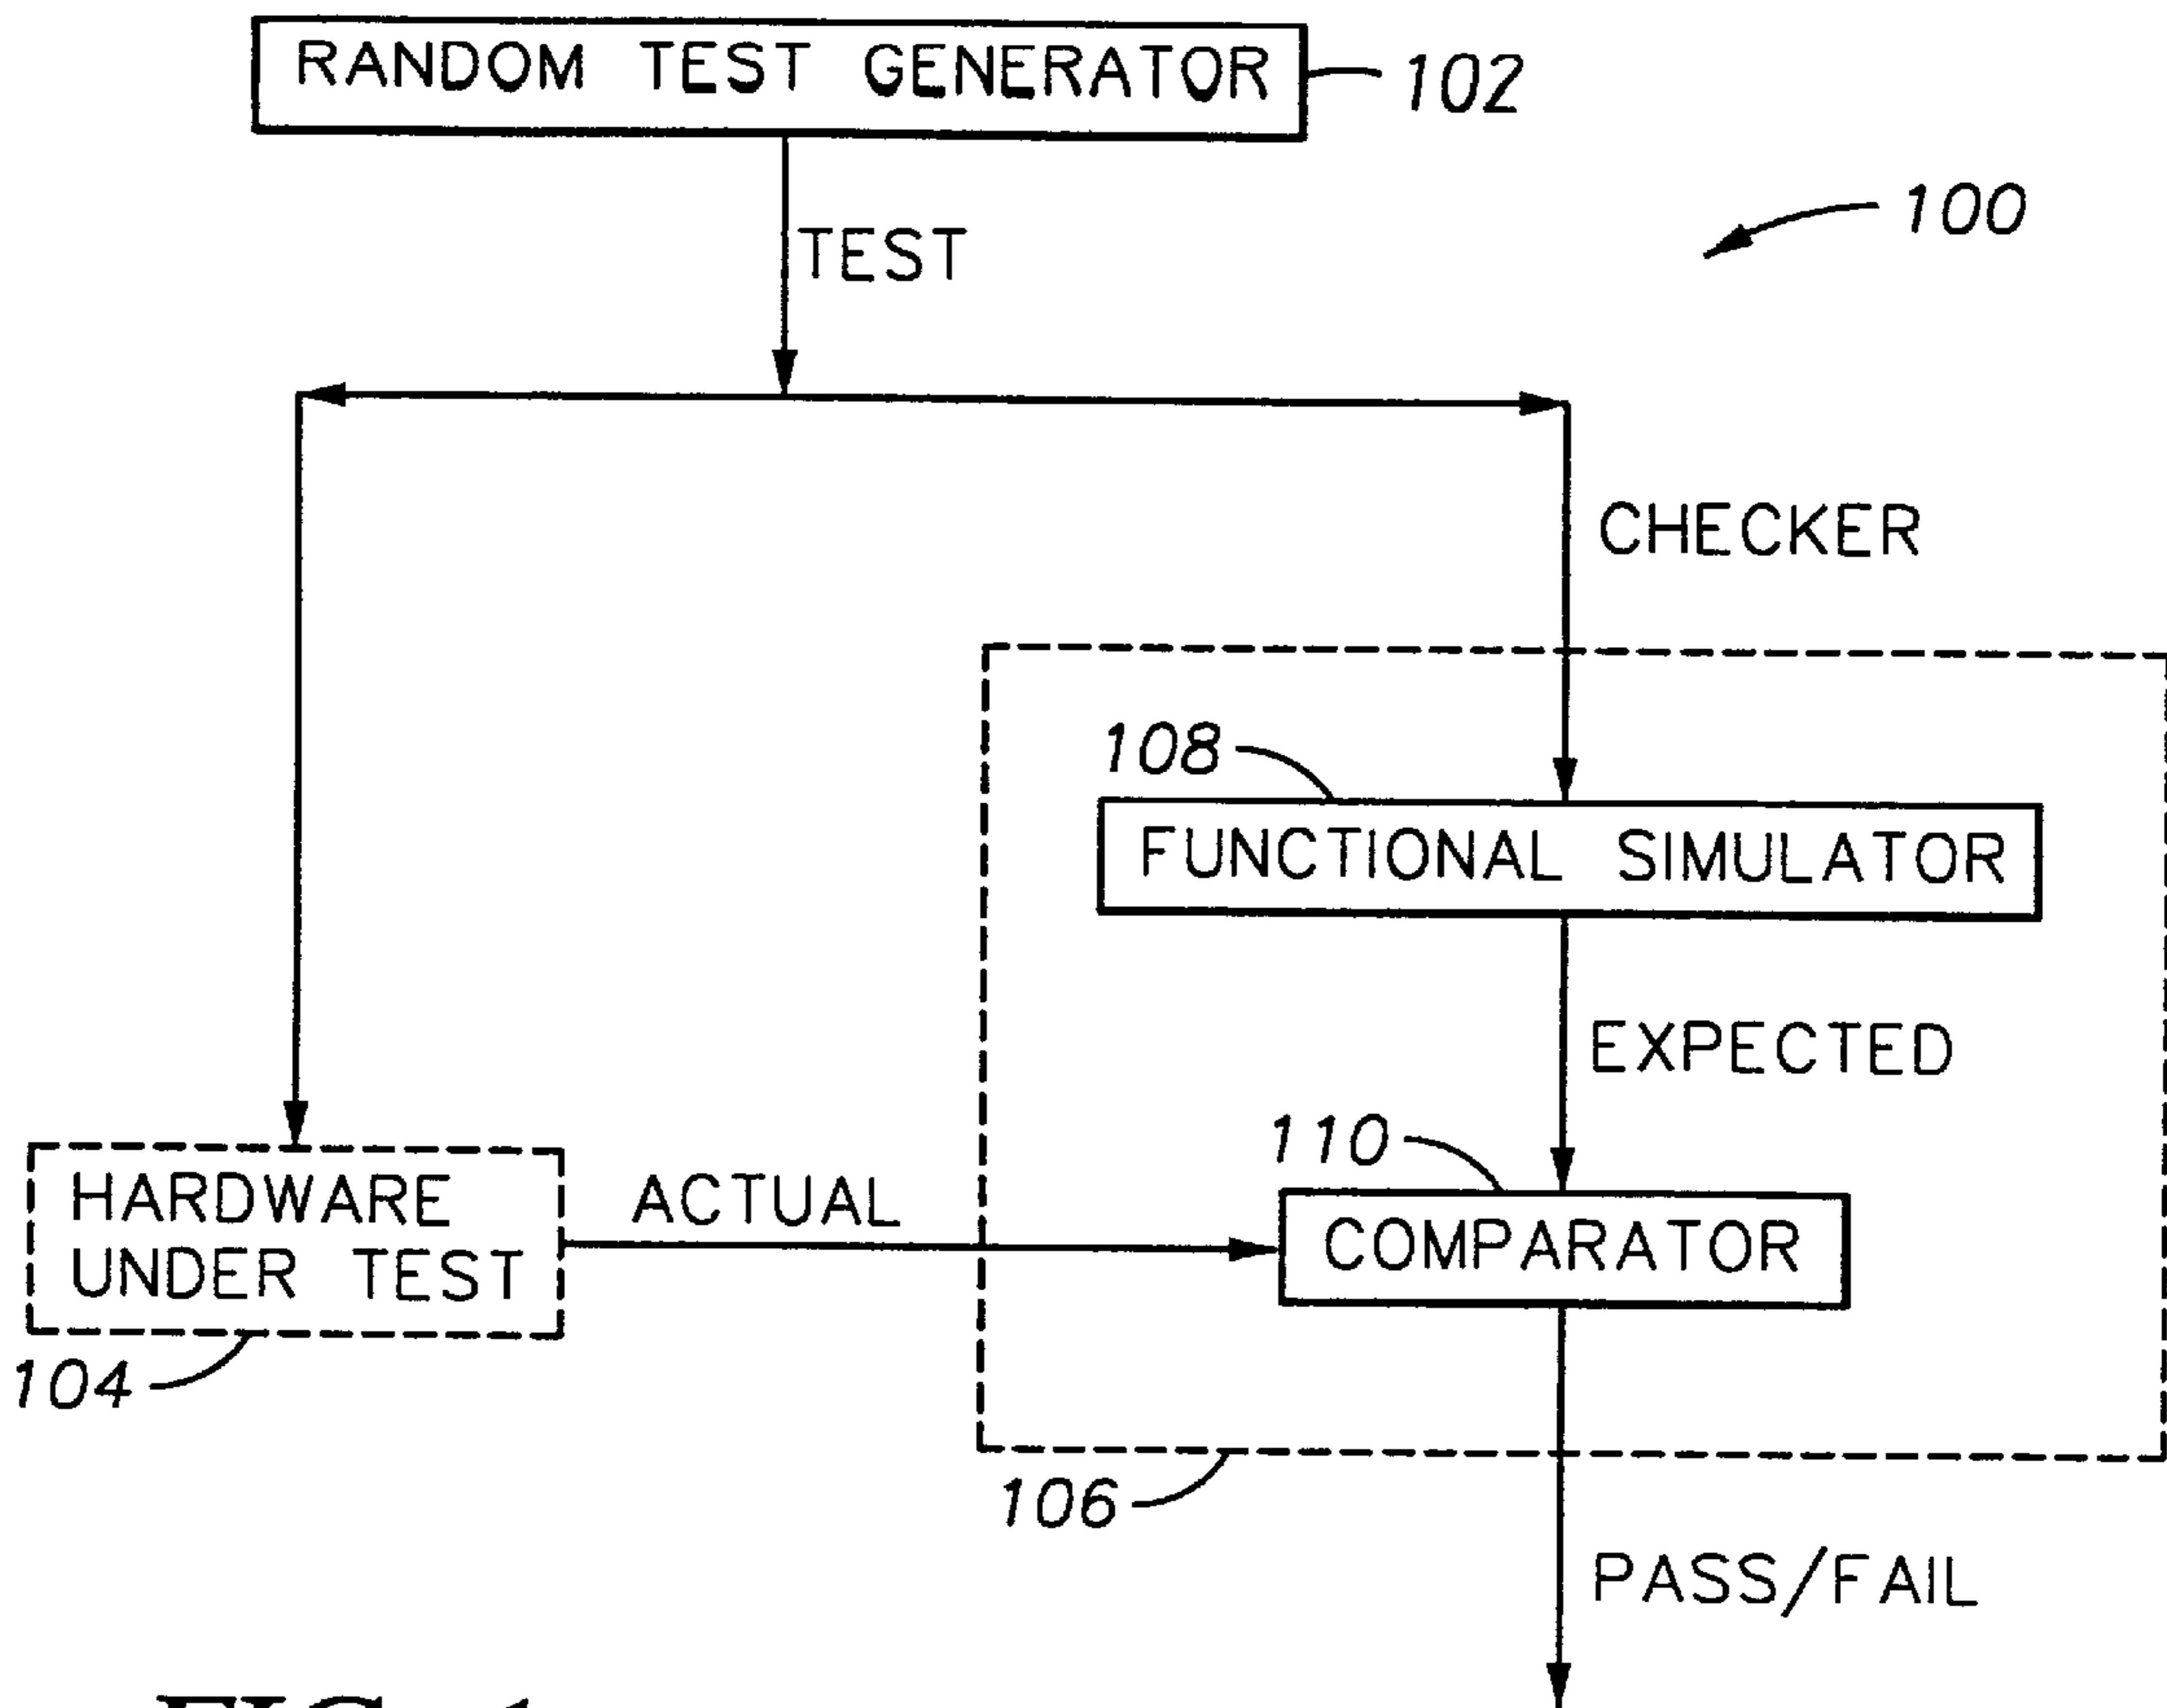 RANDOM TEST GENERATOR
102
100
TEST
CHECKER
108
FUNCTIONAL SIMULATOR
EXPECTED
110
HARDWARE
UNDER TEST
ACTUAL
COMPARATOR
104
106
PASS/FAIL